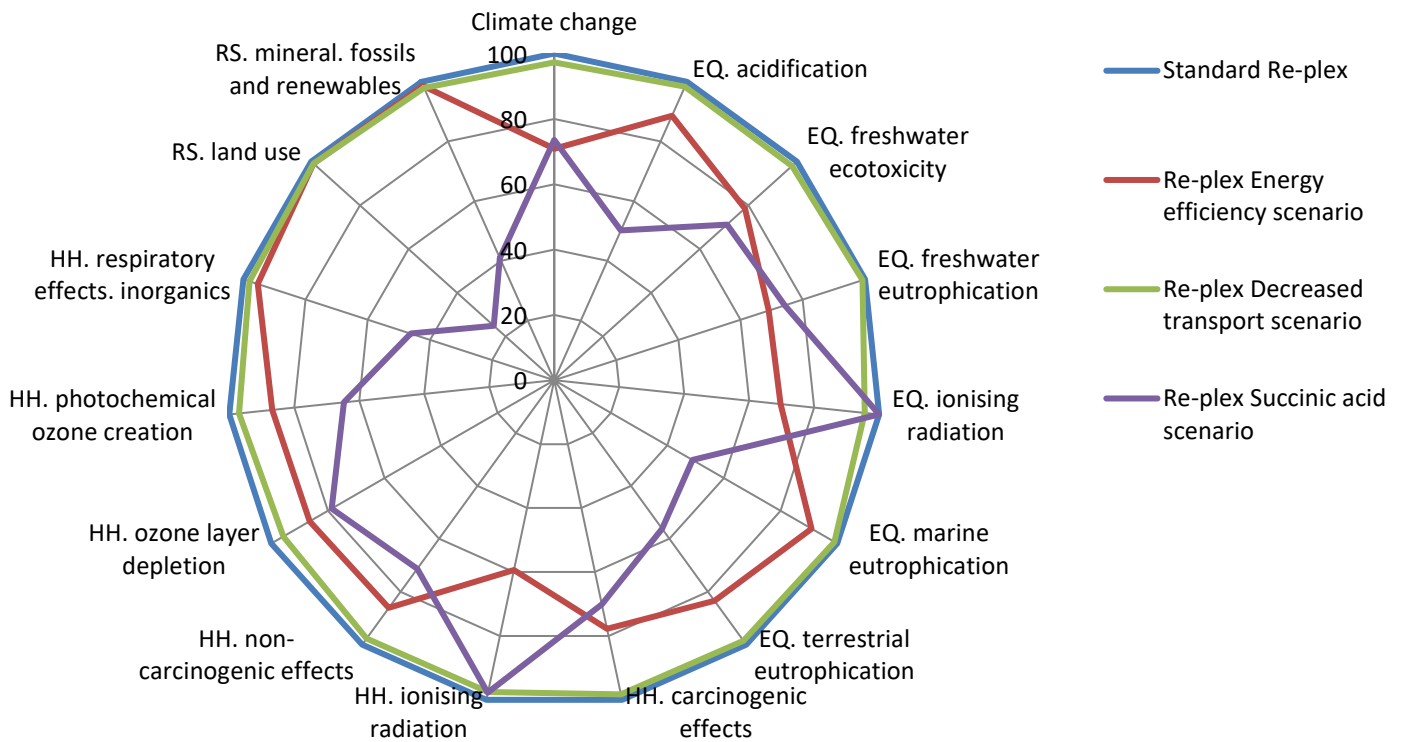 Climate change
EQ. acidification
EQ. freshwater
ecotoxicity
EQ. freshwater
eutrophication
EQ. ionising
radiation
EQ. marine
eutrophication
EQ. terrestrial
eutrophication
HH. carcinogenic
effects
HH. ionising
radiation
HH. non-
carcinogenic effects
HH. ozone layer
depletion
HH. photochemical
ozone creation
HH. respiratory
effects. inorganics
RS. land use
RS. mineral. fossils
and renewables
100
80
60
40
20
0
Standard Re-plex
Re-plex Energy
efficiency scenario
Re-plex Decreased
transport scenario
Re-plex Succinic acid
scenario